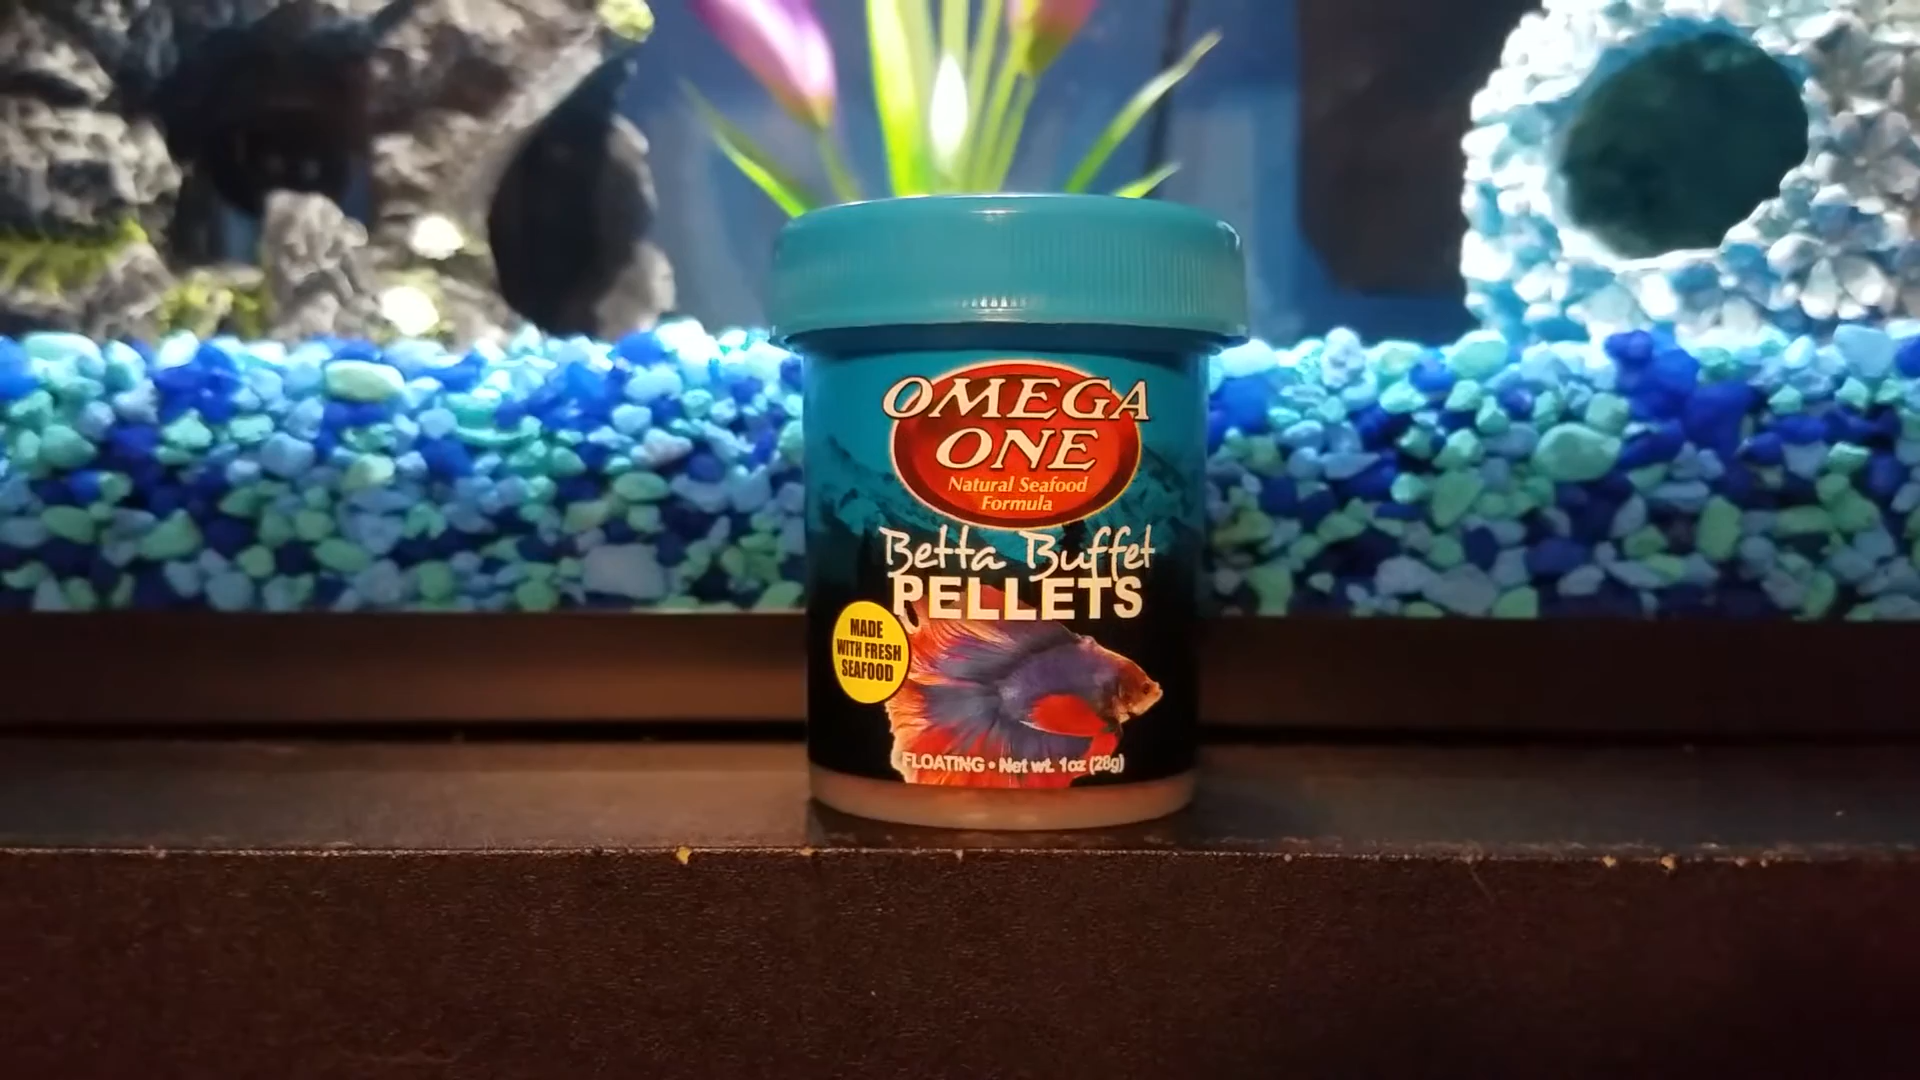 OMEGA
ONE
Natural Seafood
Formula
Betta Buffet
PELLETS
MADE
WITH FRESH
SEAFOOD
FLOATING • Net wt. 1oz (28g)